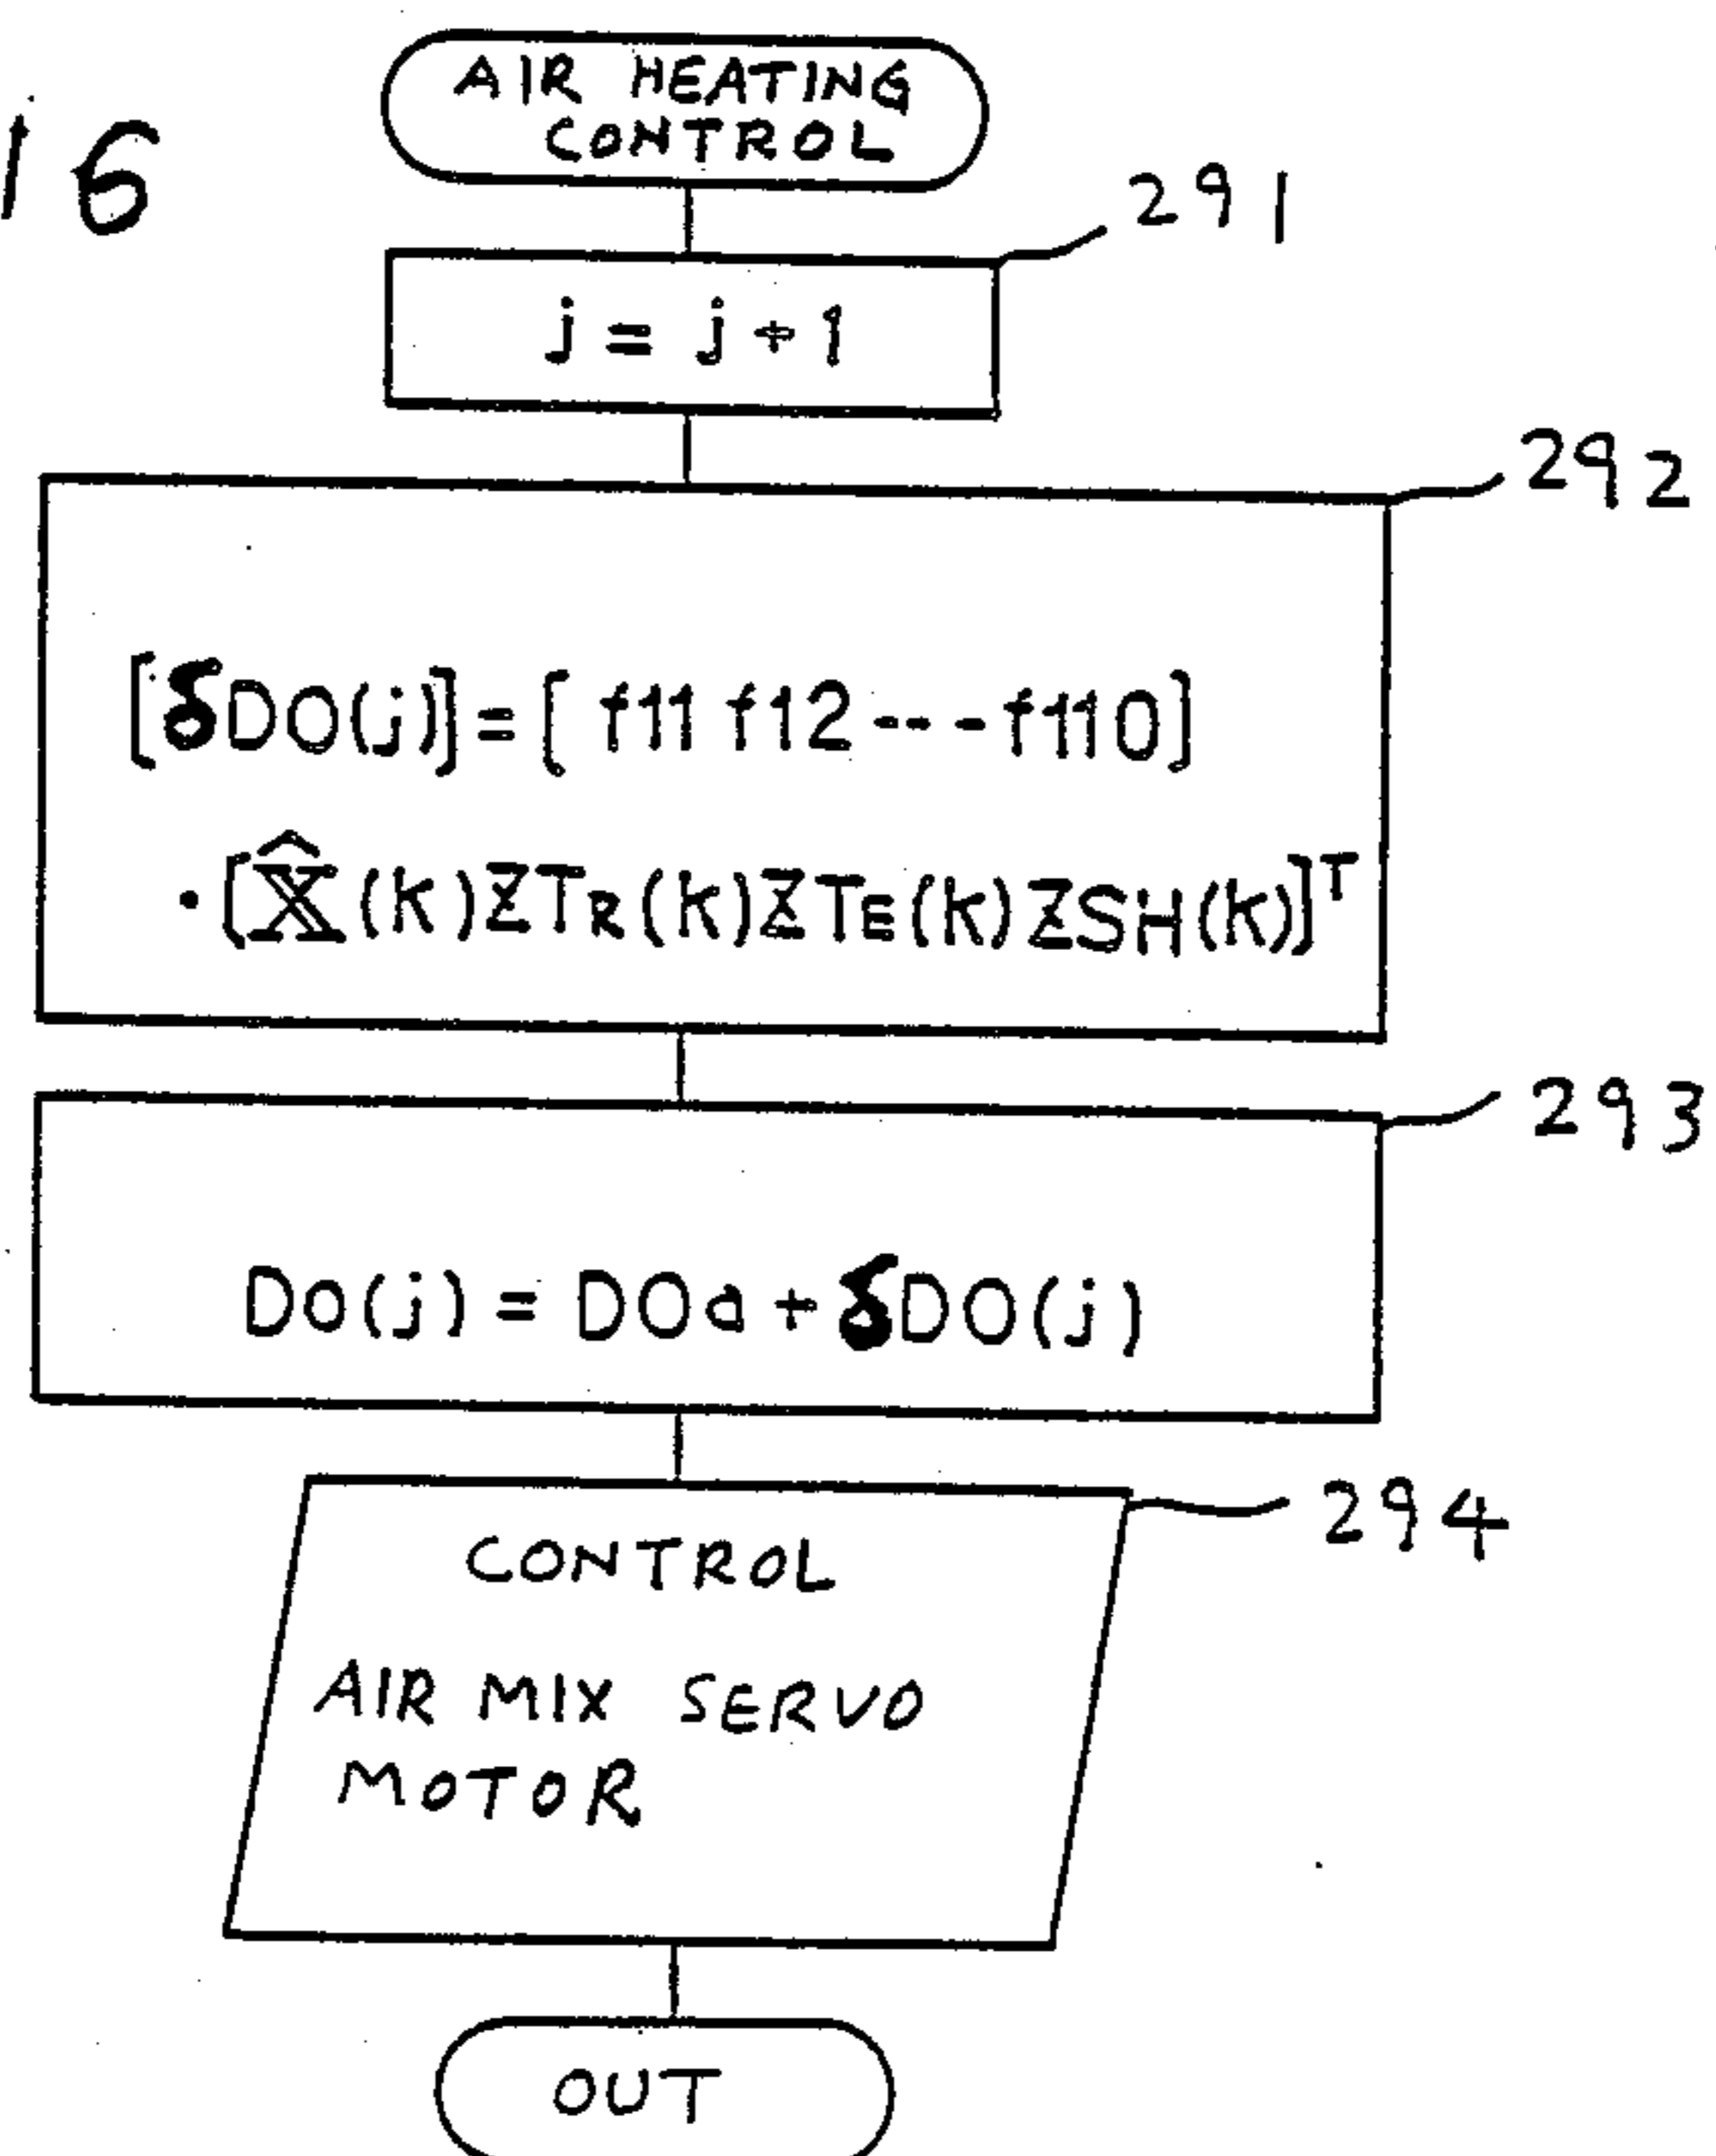 16
AIR HEATING
CONTROL
291
j = j + 1
292
[δDO(j)] = [ f11 f12 --- f110]
· [X̂(k)ZTR(k)ZTE(k)ZSH(k)]ᵀ
293
DO(j) = DOa + δDO(j)
294
CONTROL
AIR MIX SERVO
MOTOR
OUT